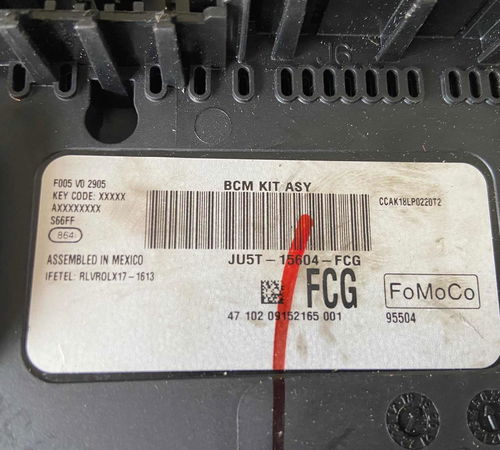 J6
F005 V0 2905
KEY CODE: XXXXX
AXXXXXXXX
S66FF
864
ASSEMBLED IN MEXICO
IFETEL: RLVROLX17-1613
BCM KIT ASY
CCAK18LP0220T2
JU5T-15604-FCG
FCG
FoMoCo
47 102 09152165 001
95504